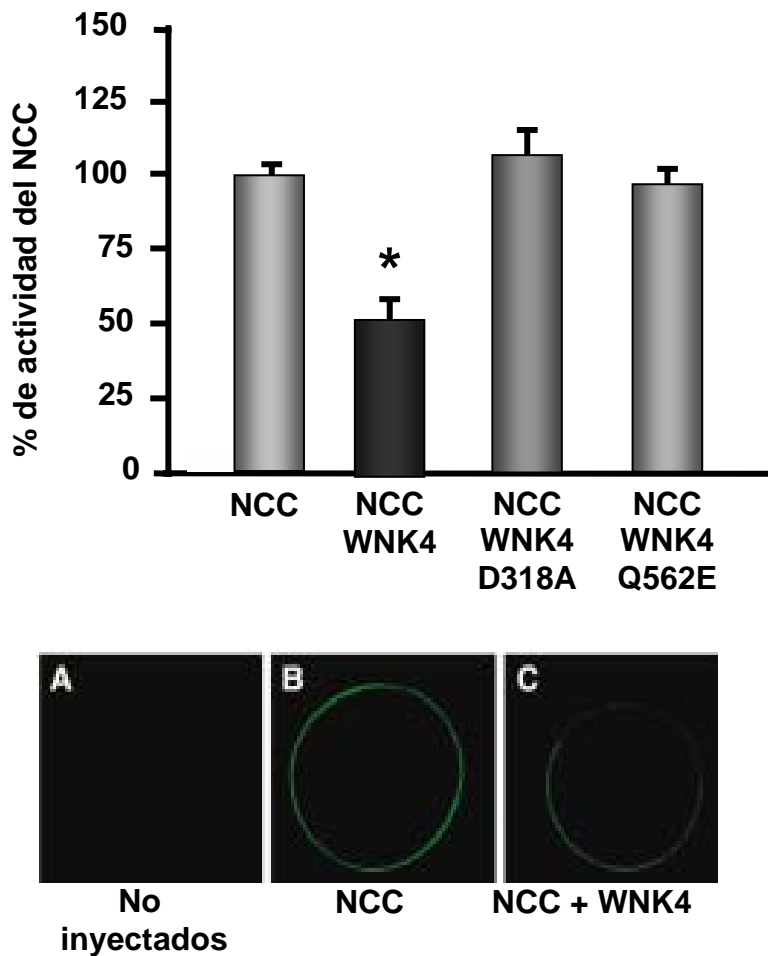 150
125
100
75
50
25
0
% de actividad del NCC
*
NCC
NCC
WNK4
NCC
WNK4
D318A
NCC
WNK4
Q562E
A
B
C
No
inyectados
NCC
NCC + WNK4